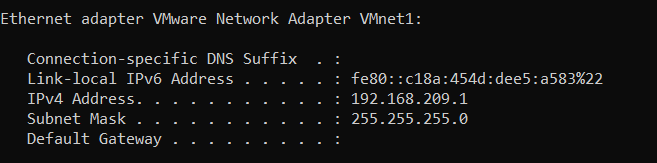 Ethernet adapter VMware Network Adapter VMnet1:
Connection-specific DNS Suffix  . :
Link-local IPv6 Address . . . . . : fe80::c18a:454d:dee5:a583%22
IPv4 Address. . . . . . . . . . . : 192.168.209.1
Subnet Mask . . . . . . . . . . . : 255.255.255.0
Default Gateway . . . . . . . . . :